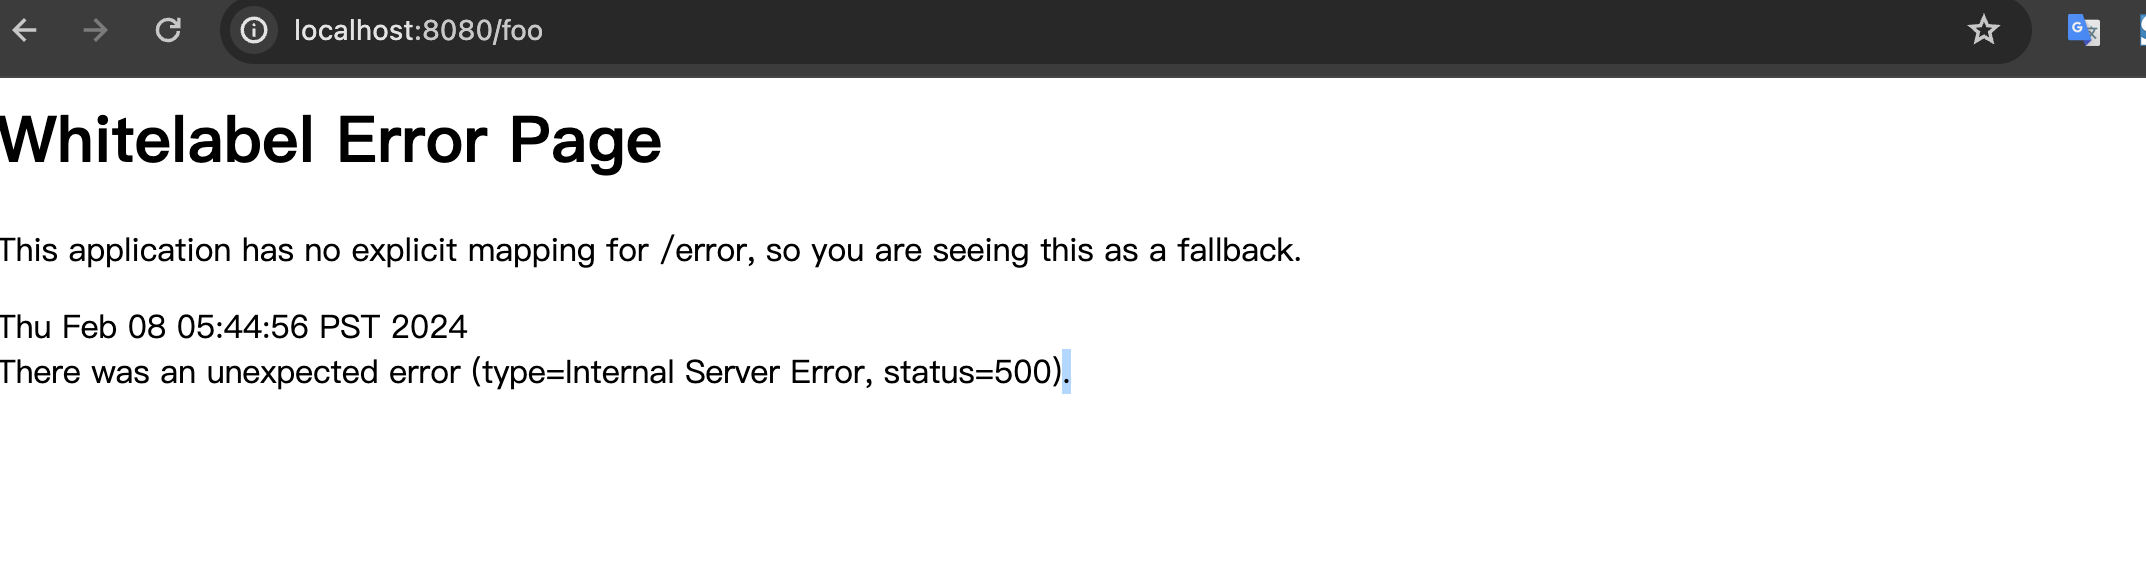 localhost:8080/foo
Whitelabel Error Page
This application has no explicit mapping for /error, so you are seeing this as a fallback.
Thu Feb 08 05:44:56 PST 2024
There was an unexpected error (type=Internal Server Error, status=500).